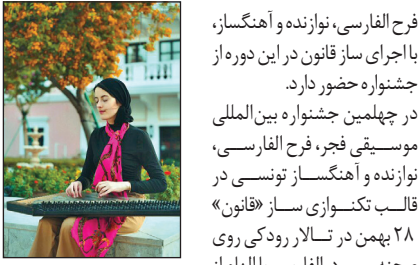 فرح الفارسی، نوازنده و آهنگساز،
با اجرای ساز قانون در این دوره از
جشنواره حضور دارد.
در چهلمین جشنواره بین‌المللی
موسیقی فجر، فرح الفارسی،
نوازنده و آهنگساز تونسی در
قالب تکنوازی ساز «قانون»
۲۸ بهمن در تالار رودکی روی